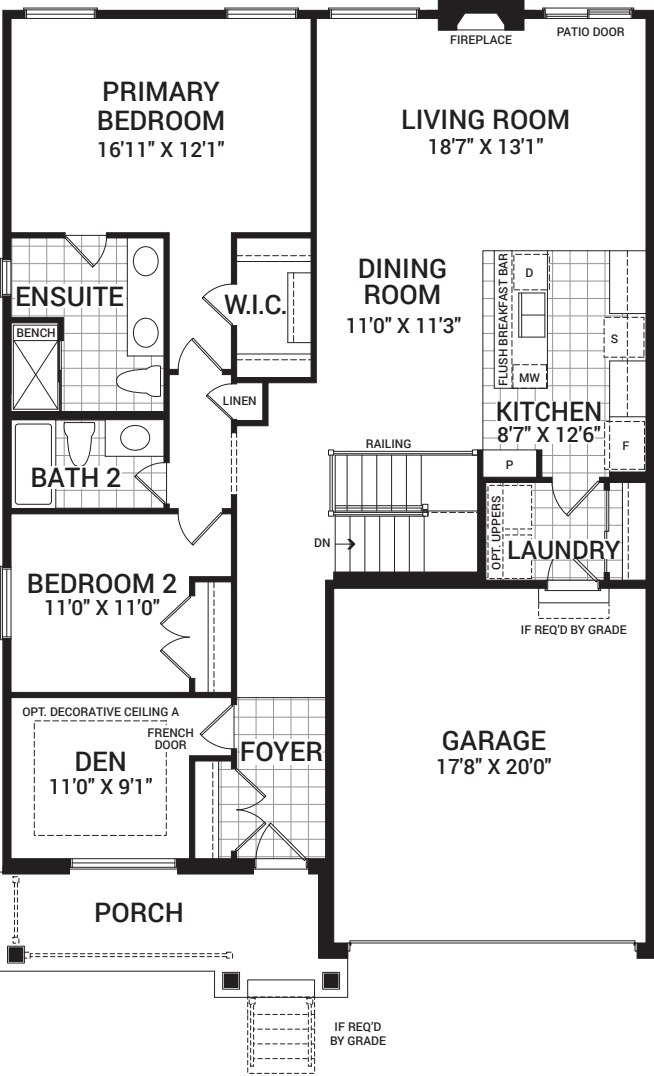 FIREPLACE
PATIO DOOR
PRIMARY
BEDROOM
16'11" X 12'1"
LIVING ROOM
18'7" X 13'1"
ENSUITE
BENCH
W.I.C.
LINEN
DINING
ROOM
11'0" X 11'3"
FLUSH BREAKFAST BAR
D
MW
S
KITCHEN
8'7" X 12'6"
F
P
BATH 2
RAILING
DN
OPT. UPPERS
LAUNDRY
BEDROOM 2
11'0" X 11'0"
IF REQ'D BY GRADE
OPT. DECORATIVE CEILING A
FRENCH
DOOR
DEN
11'0" X 9'1"
FOYER
GARAGE
17'8" X 20'0"
PORCH
IF REQ'D
BY GRADE